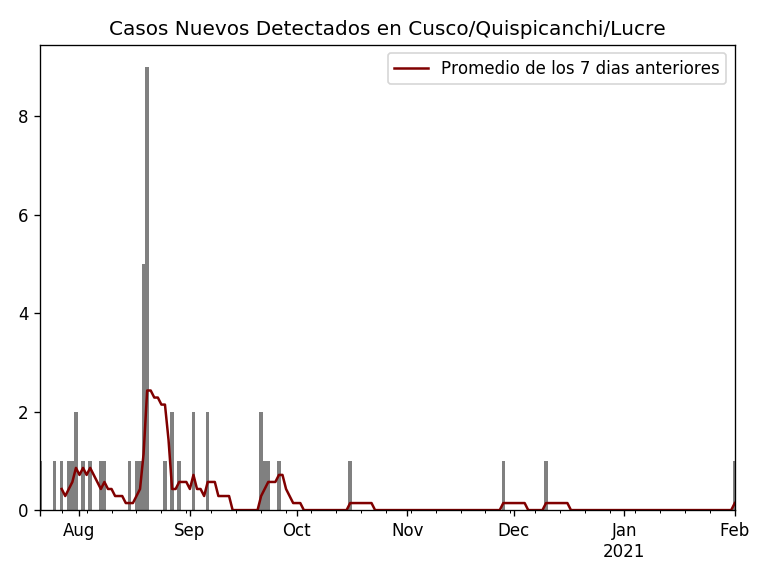 Casos Nuevos Detectados en Cusco/Quispicanchi/Lucre
Promedio de los 7 dias anteriores
8
6
4
2
0
Aug Sep Oct Nov Dec Jan Feb
2021